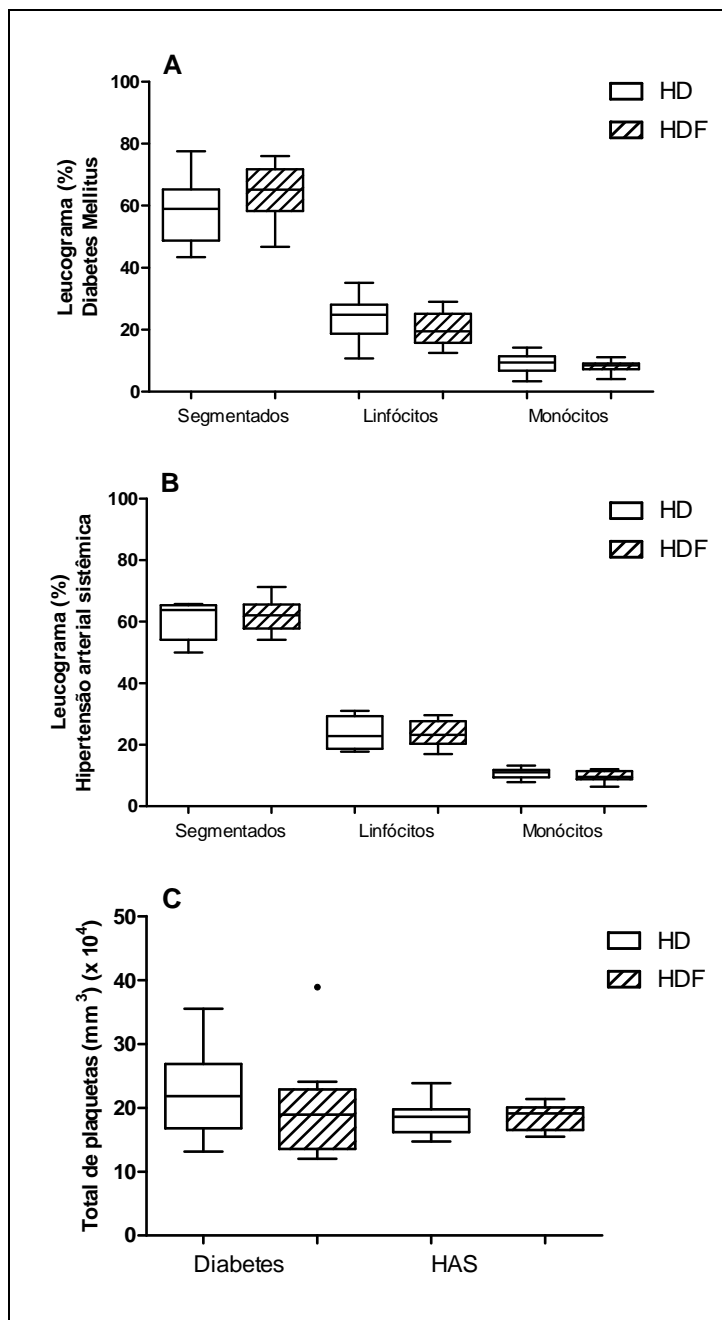 A
HD
HDF
Leucograma (%)
Diabetes Mellitus
100
80
60
40
20
0
Segmentados Linfócitos Monócitos
B
HD
HDF
Leucograma (%)
Hipertensão arterial sistêmica
100
80
60
40
20
0
Segmentados Linfócitos Monócitos
C
HD
HDF
Total de plaquetas (mm³) (x 10⁴)
50
40
30
20
10
0
Diabetes HAS